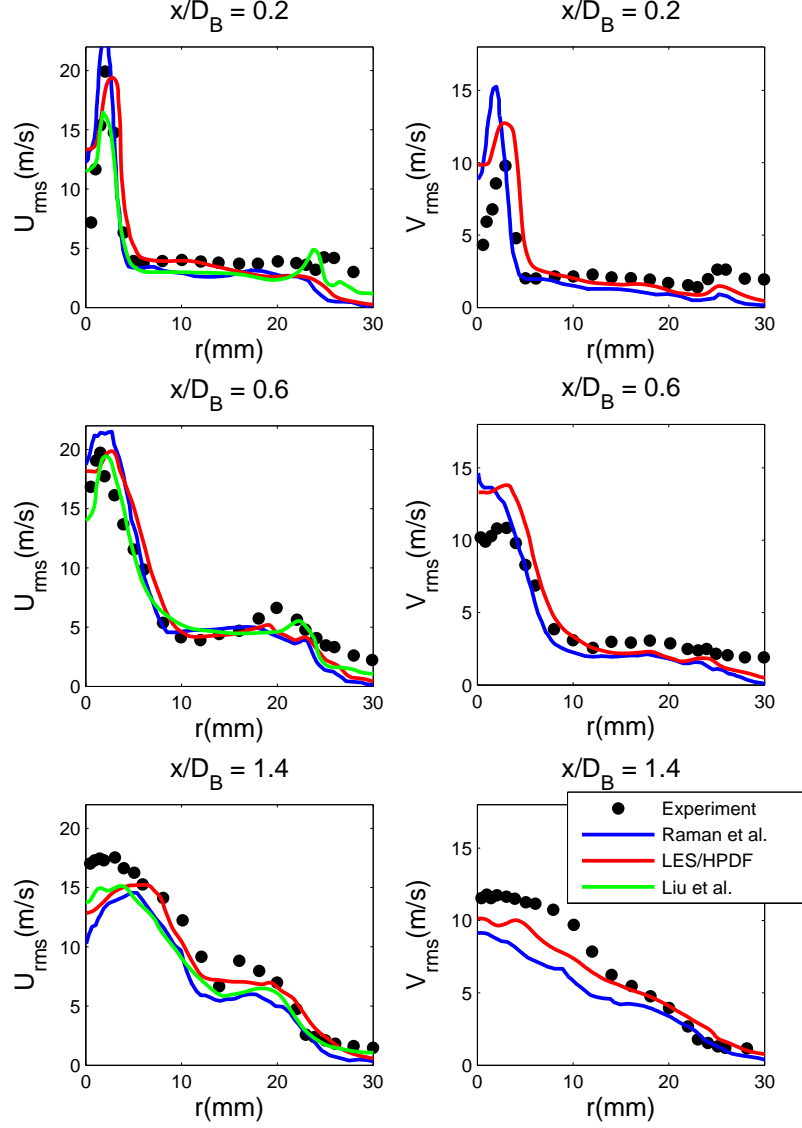 x/D_B = 0.2
x/D_B = 0.2
20
15
10
5
0
U_rms(m/s)
0 10 20 30
r(mm)
15
10
5
0
V_rms(m/s)
0 10 20 30
r(mm)
x/D_B = 0.6
x/D_B = 0.6
20
15
10
5
0
U_rms(m/s)
0 10 20 30
r(mm)
15
10
5
0
V_rms(m/s)
0 10 20 30
r(mm)
x/D_B = 1.4
x/D_B = 1.4
20
15
10
5
0
U_rms(m/s)
0 10 20 30
r(mm)
15
10
5
0
V_rms(m/s)
0 10 20 30
r(mm)
Experiment
Raman et al.
LES/HPDF
Liu et al.